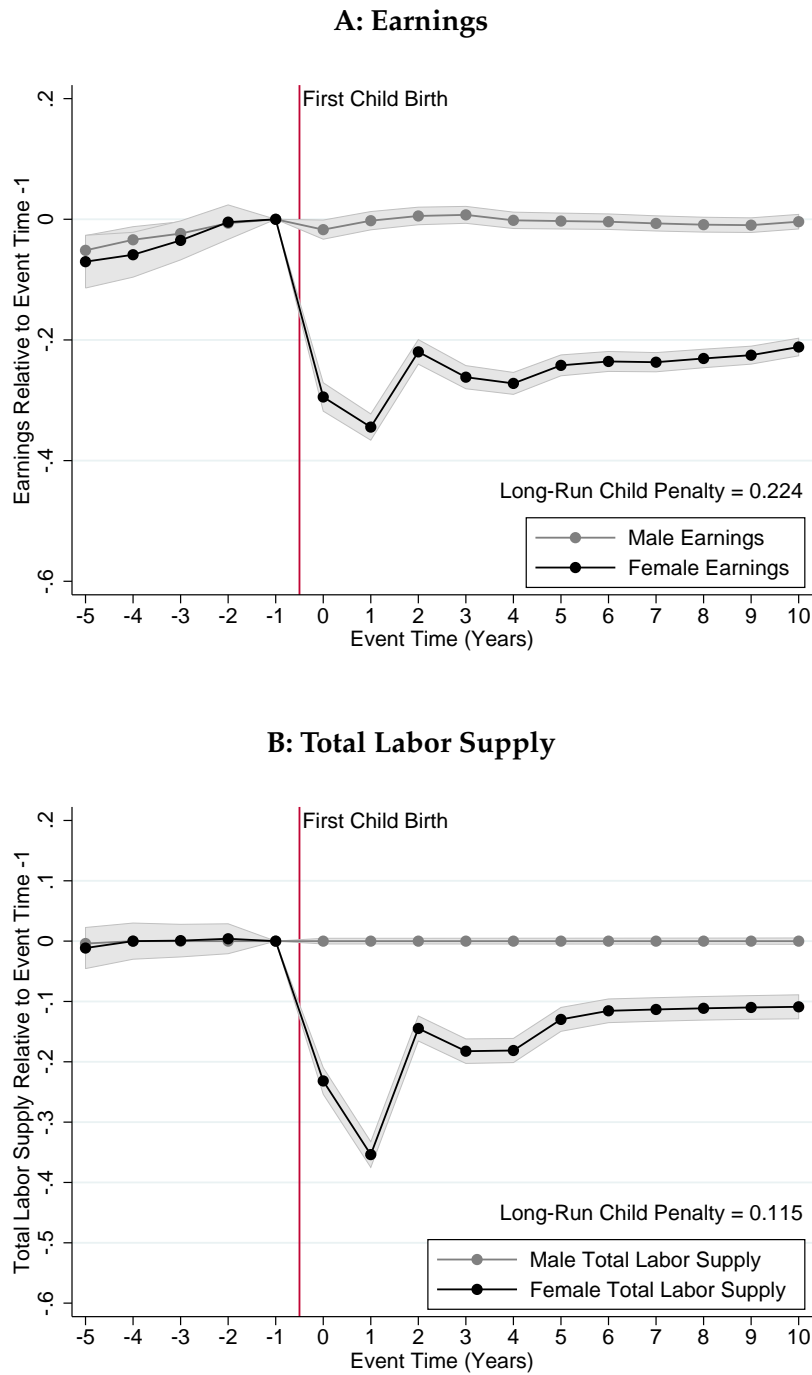 A: Earnings
First Child Birth
Earnings Relative to Event Time -1
.2
0
-.2
-.4
-.6
Long-Run Child Penalty = 0.224
Male Earnings
Female Earnings
-5 -4 -3 -2 -1 0 1 2 3 4 5 6 7 8 9 10
Event Time (Years)
B: Total Labor Supply
First Child Birth
Total Labor Supply Relative to Event Time -1
.2
.1
0
-.1
-.2
-.3
-.4
-.5
-.6
Long-Run Child Penalty = 0.115
Male Total Labor Supply
Female Total Labor Supply
-5 -4 -3 -2 -1 0 1 2 3 4 5 6 7 8 9 10
Event Time (Years)